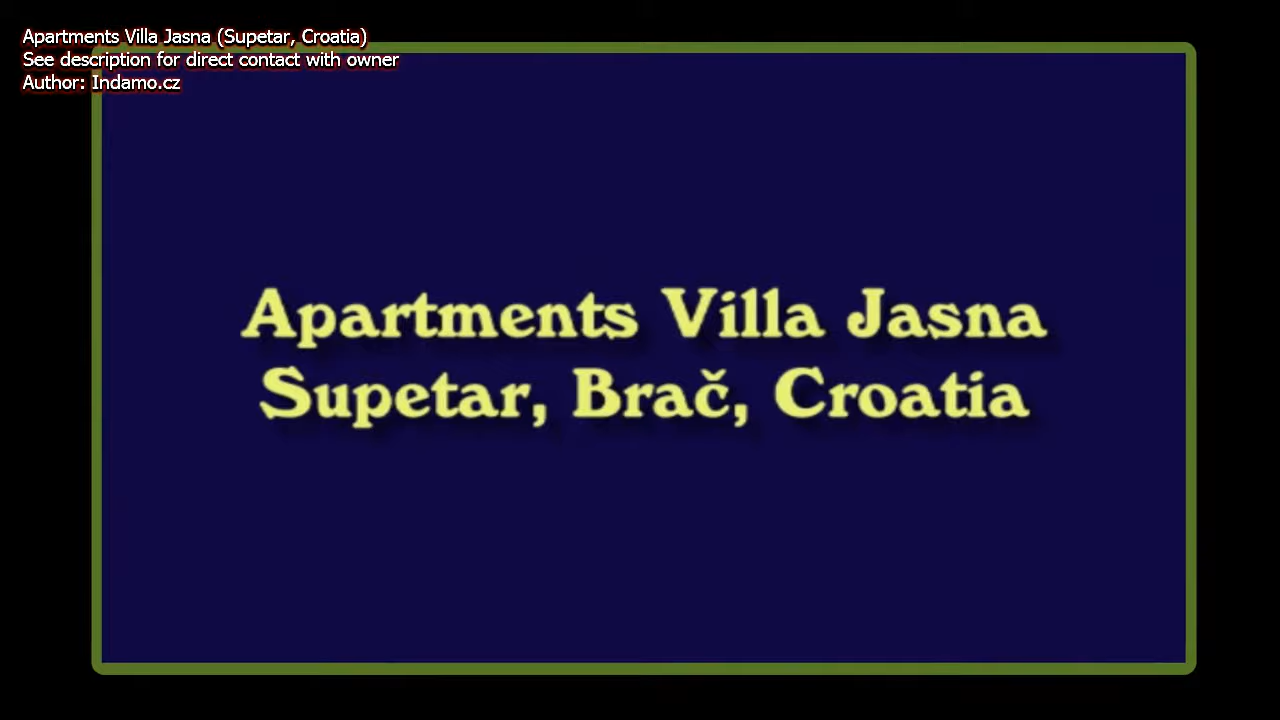 Apartments Villa Jasna (Supetar, Croatia)
See description for direct contact with owner
Author: Indamo.cz
Apartments Villa Jasna
Supetar, Brač, Croatia